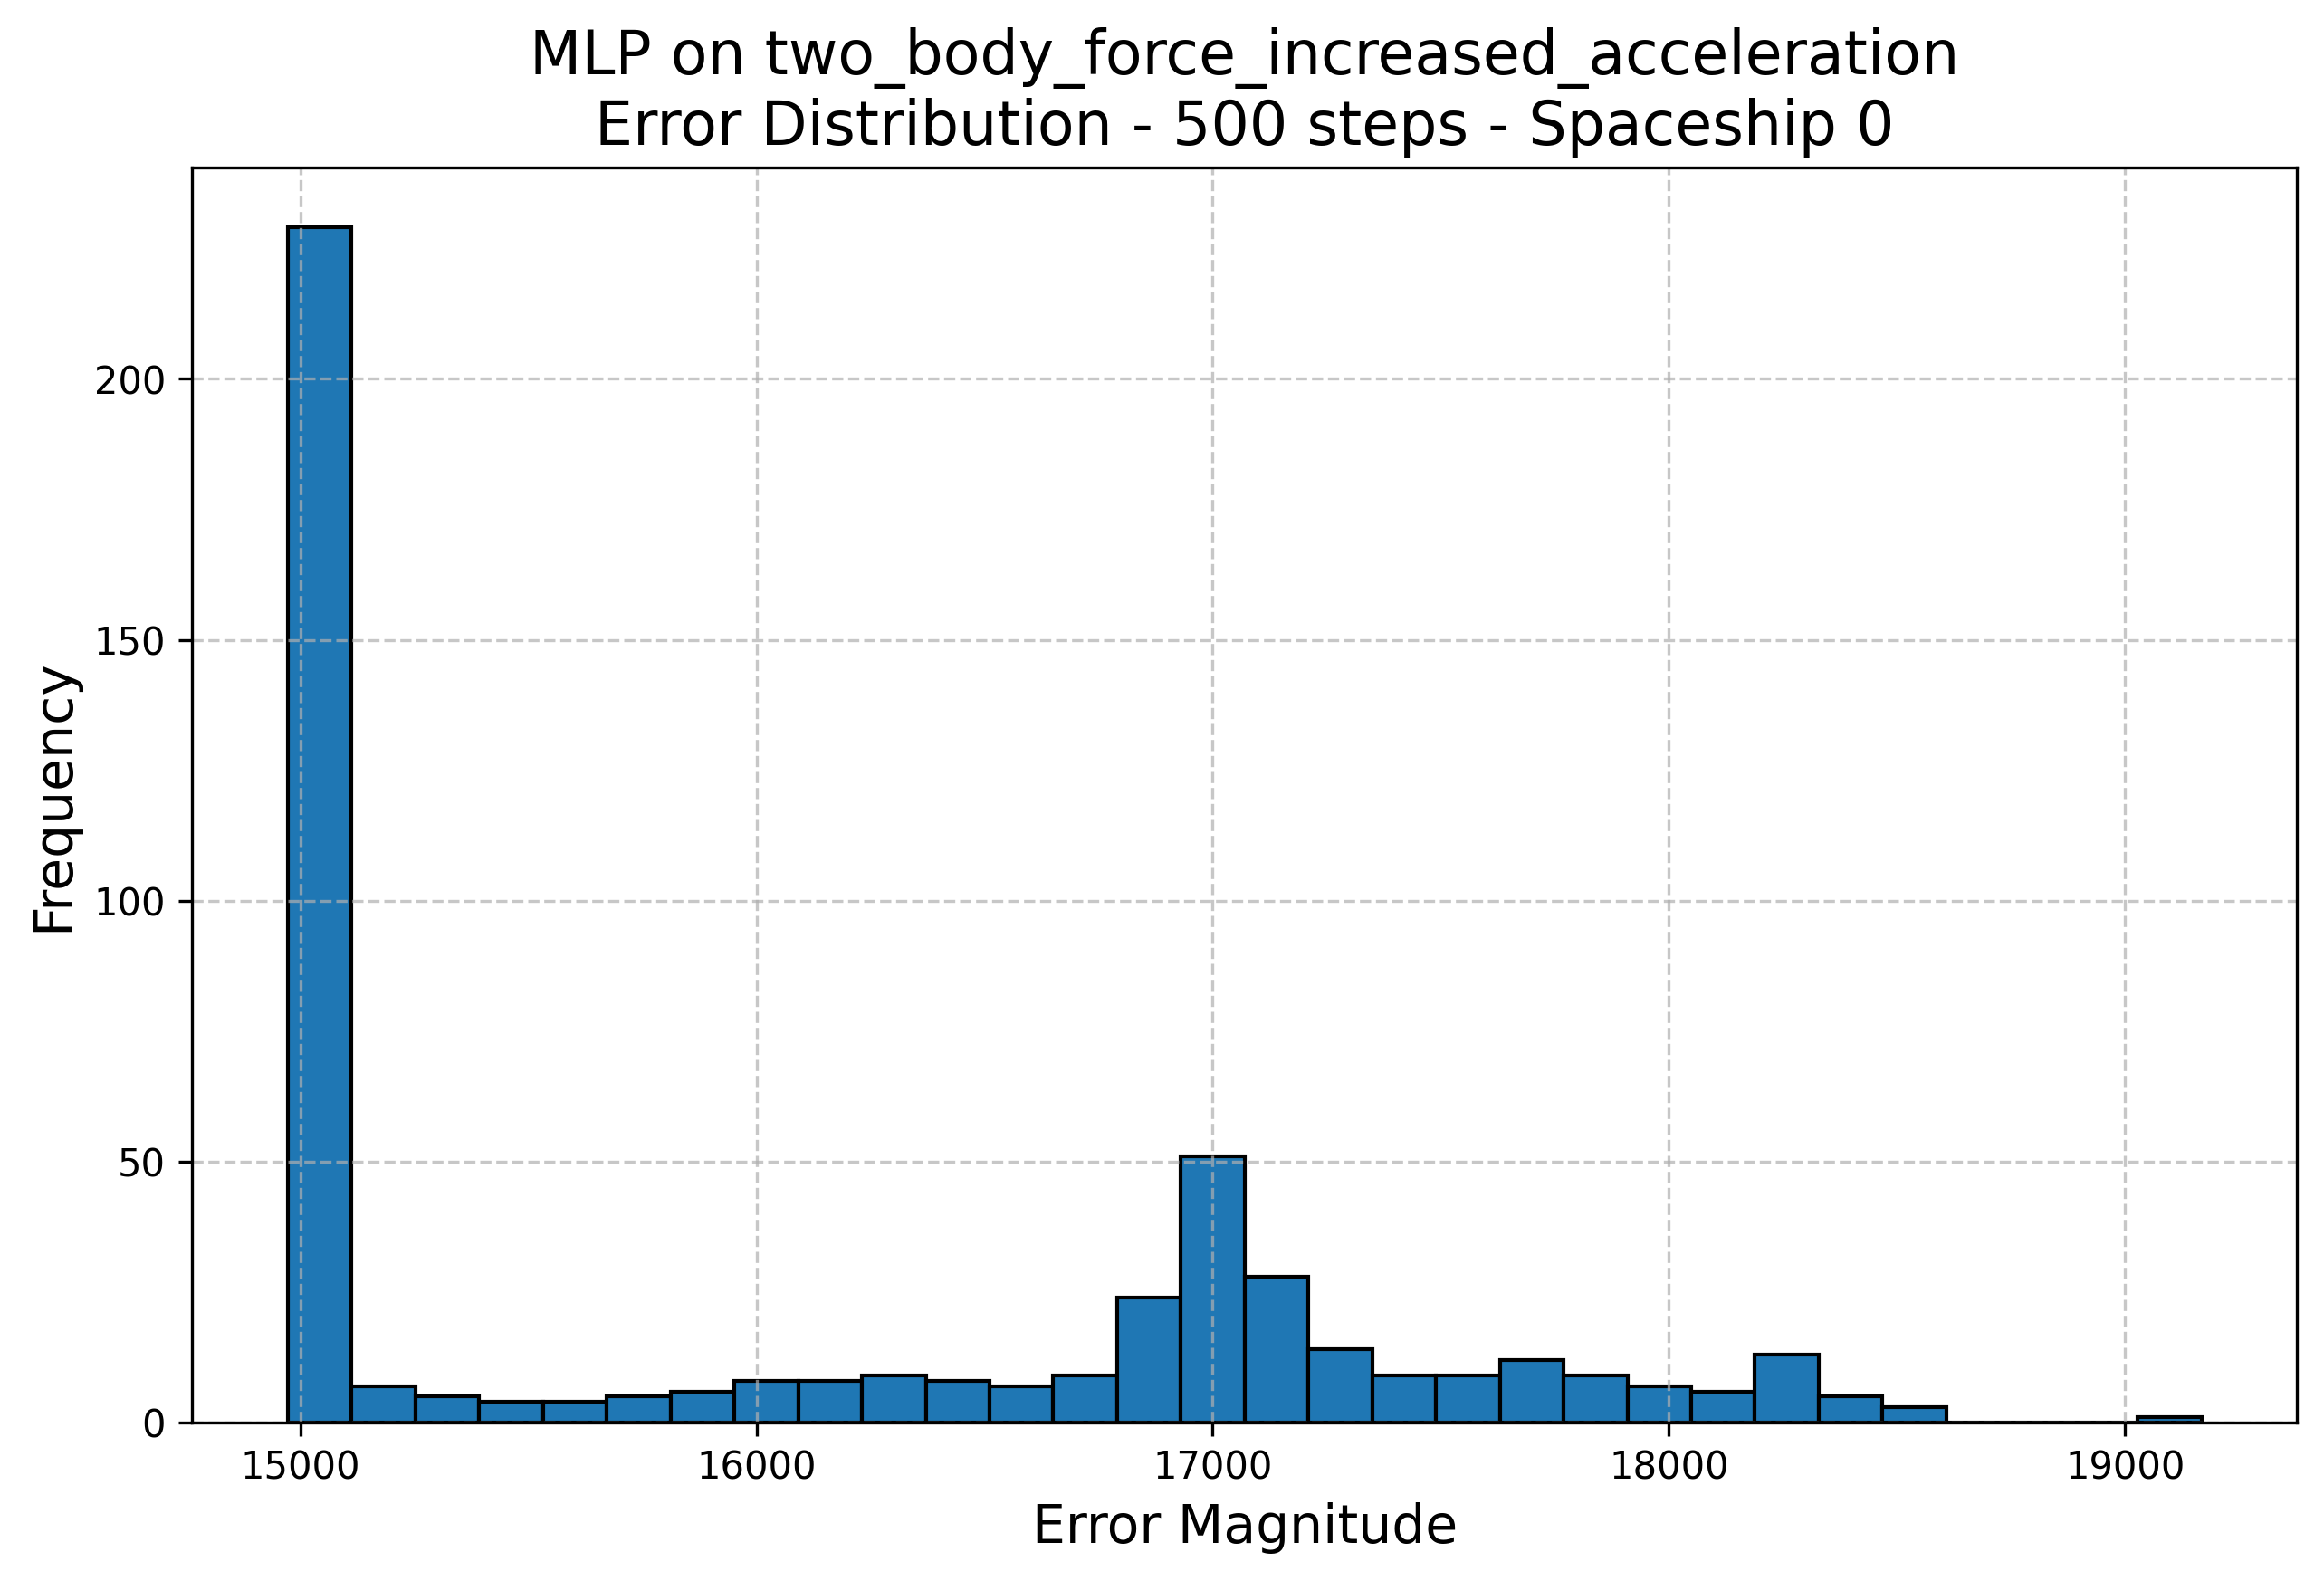 MLP on two_body_force_increased_acceleration
Error Distribution - 500 steps - Spaceship 0
Frequency
200
150
100
50
0
15000
16000
17000
18000
19000
Error Magnitude